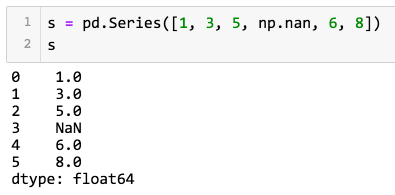 1 s = pd.Series([1, 3, 5, np.nan, 6, 8])
2 s
0    1.0
1    3.0
2    5.0
3    NaN
4    6.0
5    8.0
dtype: float64